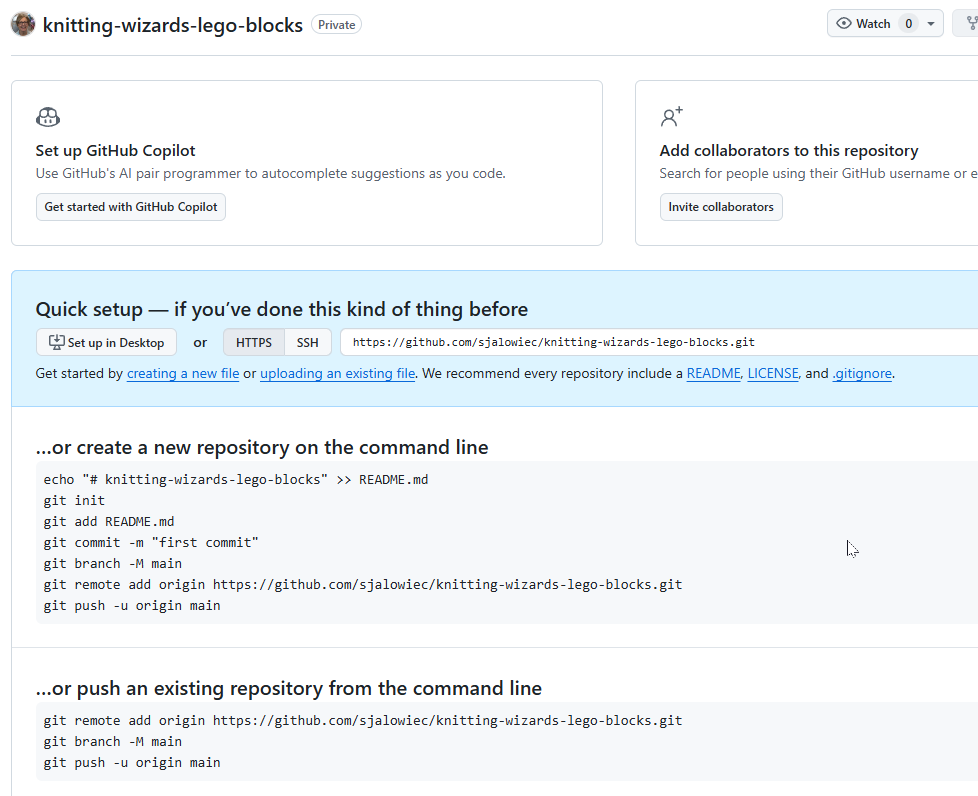 knitting-wizards-lego-blocks Private
Watch 0
Set up GitHub Copilot
Use GitHub's AI pair programmer to autocomplete suggestions as you code.
Get started with GitHub Copilot
Add collaborators to this repository
Search for people using their GitHub username or e
Invite collaborators
Quick setup — if you’ve done this kind of thing before
Set up in Desktop or HTTPS SSH https://github.com/sjalowiec/knitting-wizards-lego-blocks.git
Get started by creating a new file or uploading an existing file. We recommend every repository include a README, LICENSE, and .gitignore.
…or create a new repository on the command line
echo "# knitting-wizards-lego-blocks" >> README.md
git init
git add README.md
git commit -m "first commit"
git branch -M main
git remote add origin https://github.com/sjalowiec/knitting-wizards-lego-blocks.git
git push -u origin main
…or push an existing repository from the command line
git remote add origin https://github.com/sjalowiec/knitting-wizards-lego-blocks.git
git branch -M main
git push -u origin main